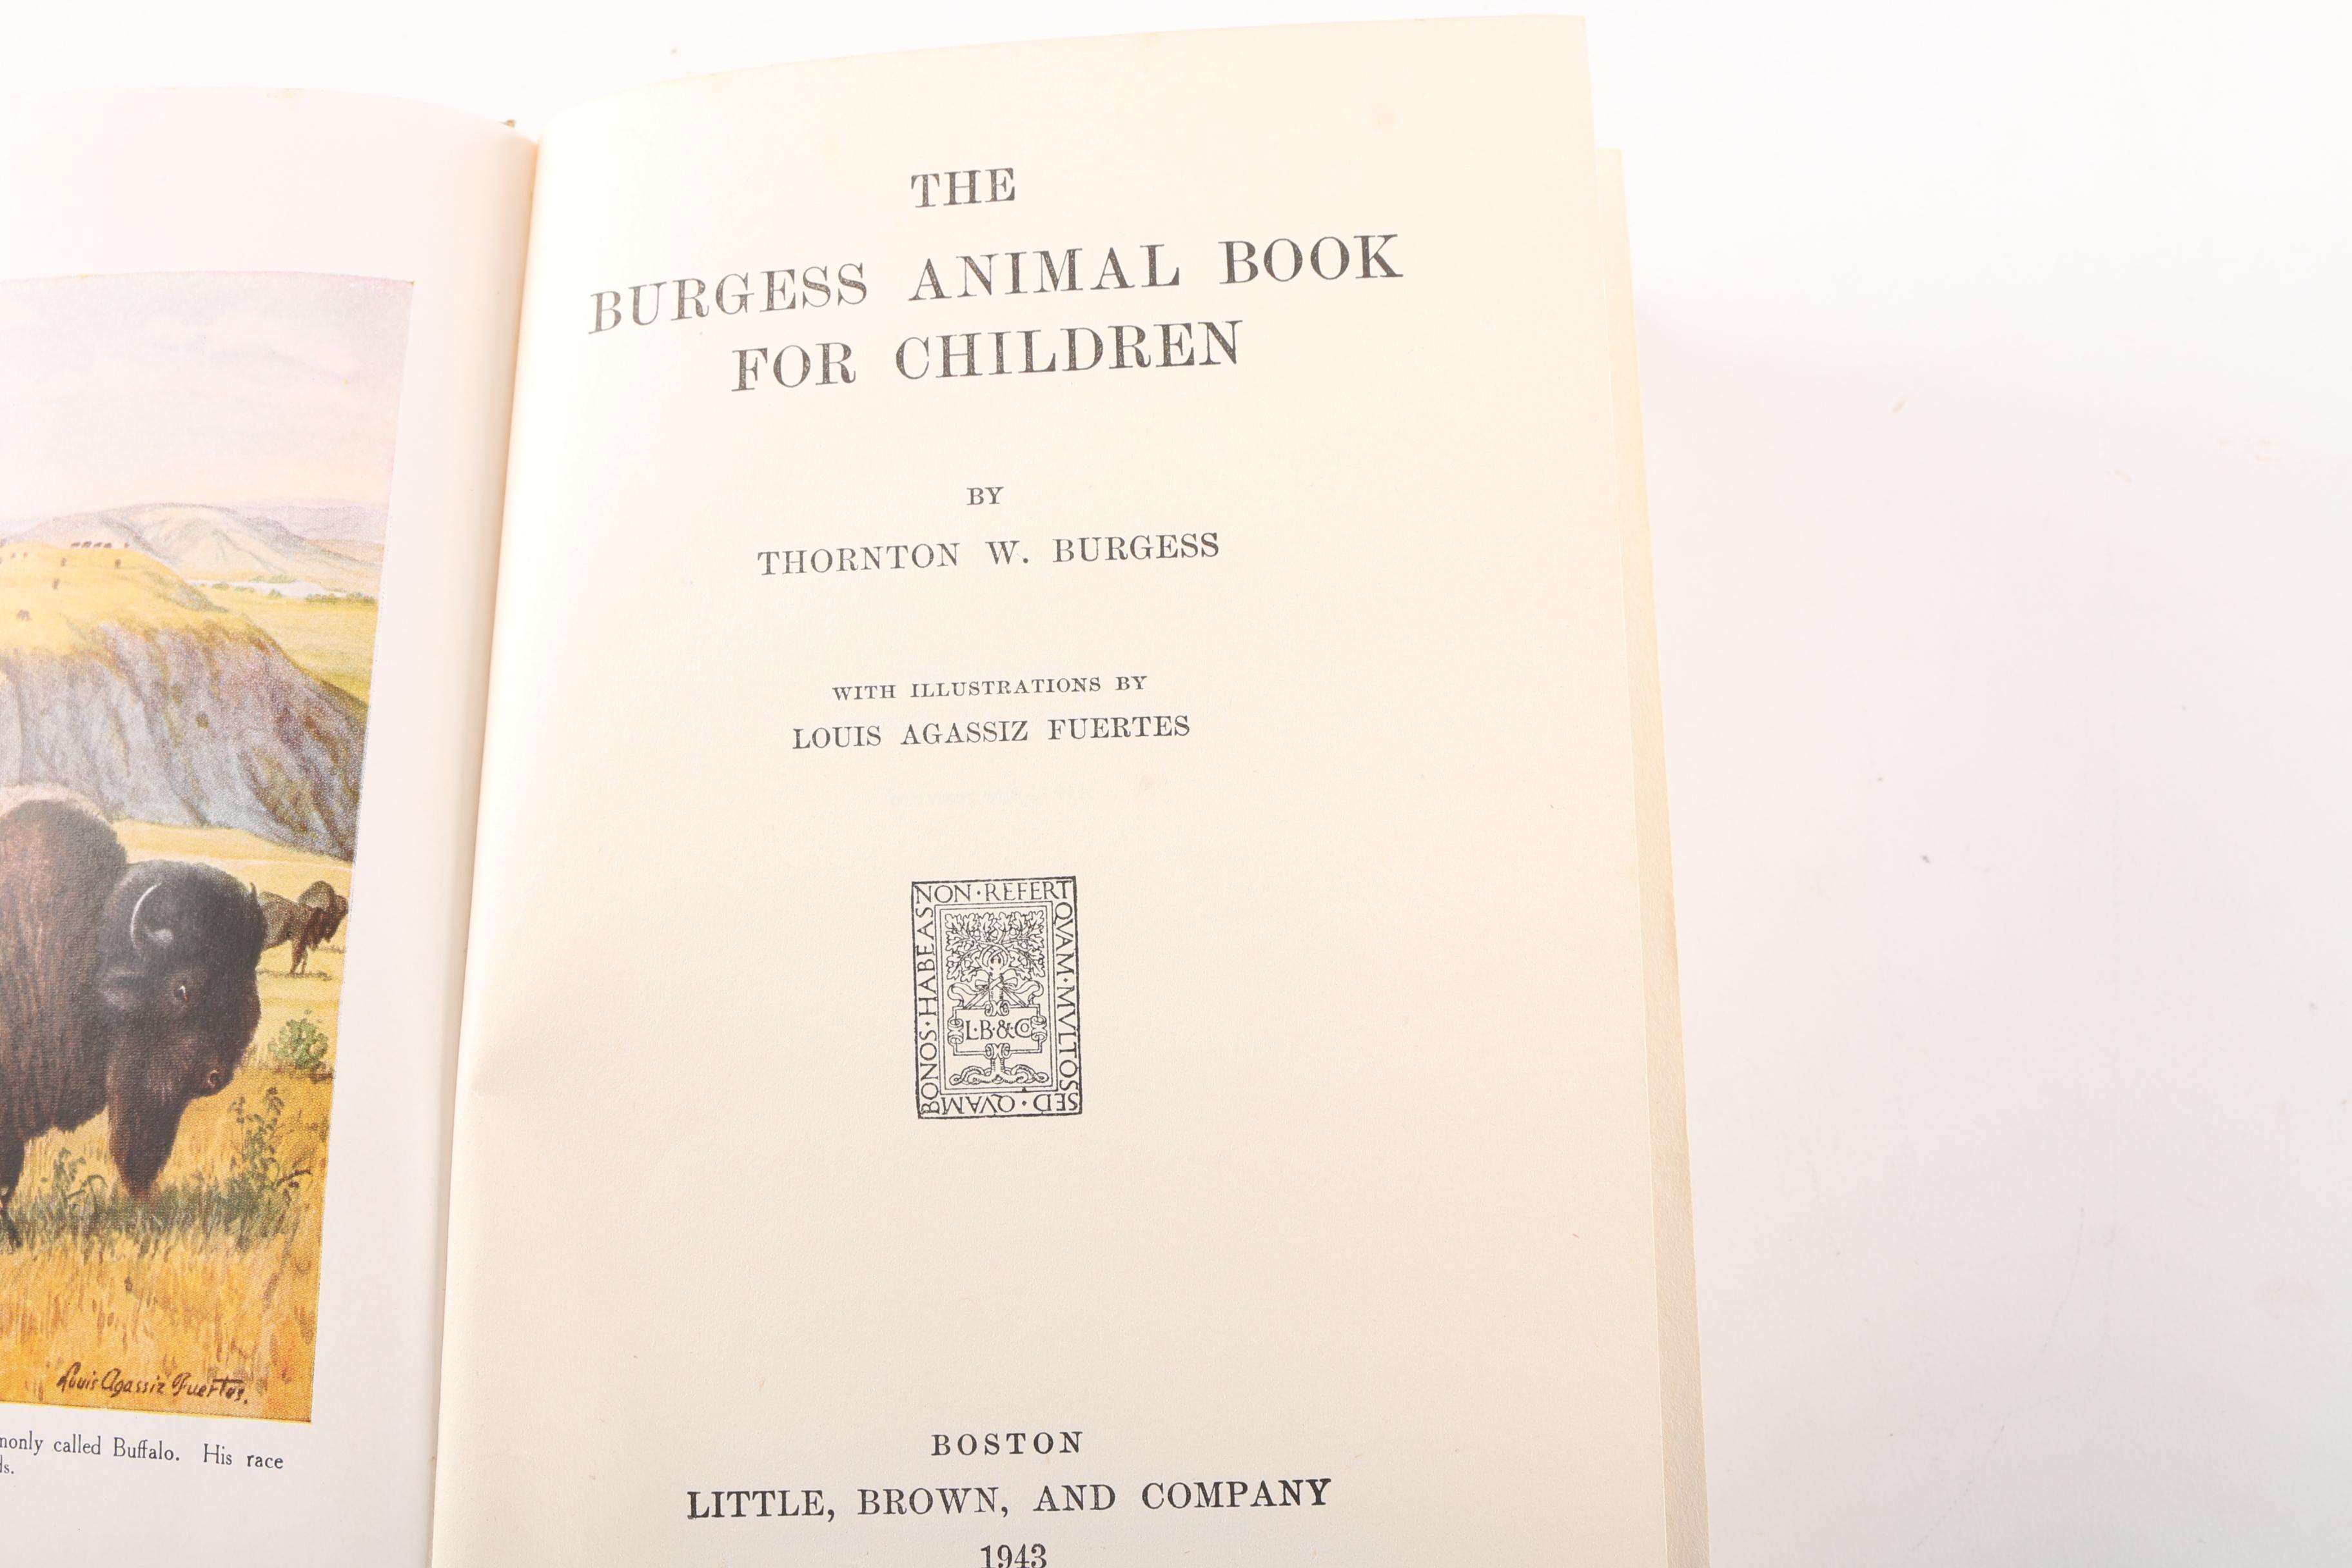 Louis Agassiz Fuertes.
called Buffalo. His race
THE
BURGESS ANIMAL BOOK
FOR CHILDREN
BY
THORNTON W. BURGESS
WITH ILLUSTRATIONS BY
LOUIS AGASSIZ FUERTES
NON·REFERT
QVAM·MVLTOS
SED·QVAM
BONOS·HABEAS
L·B·&·Co
BOSTON
LITTLE, BROWN, AND COMPANY
1943